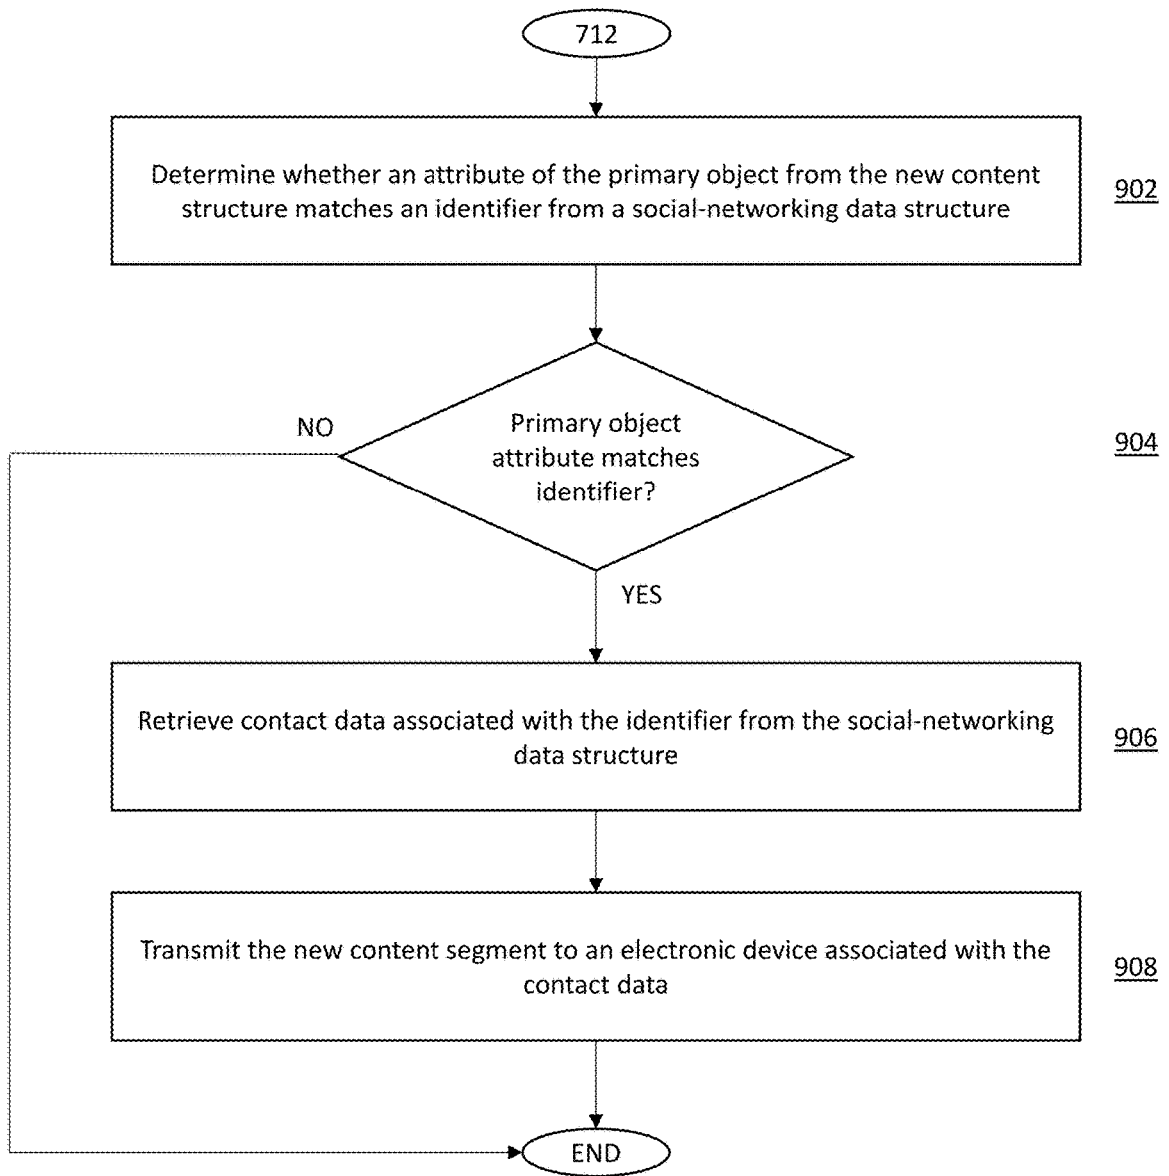 712
Determine whether an attribute of the primary object from the new content
structure matches an identifier from a social-networking data structure
902
NO
Primary object
attribute matches
identifier?
904
YES
Retrieve contact data associated with the identifier from the social-networking
data structure
906
Transmit the new content segment to an electronic device associated with the
contact data
908
END